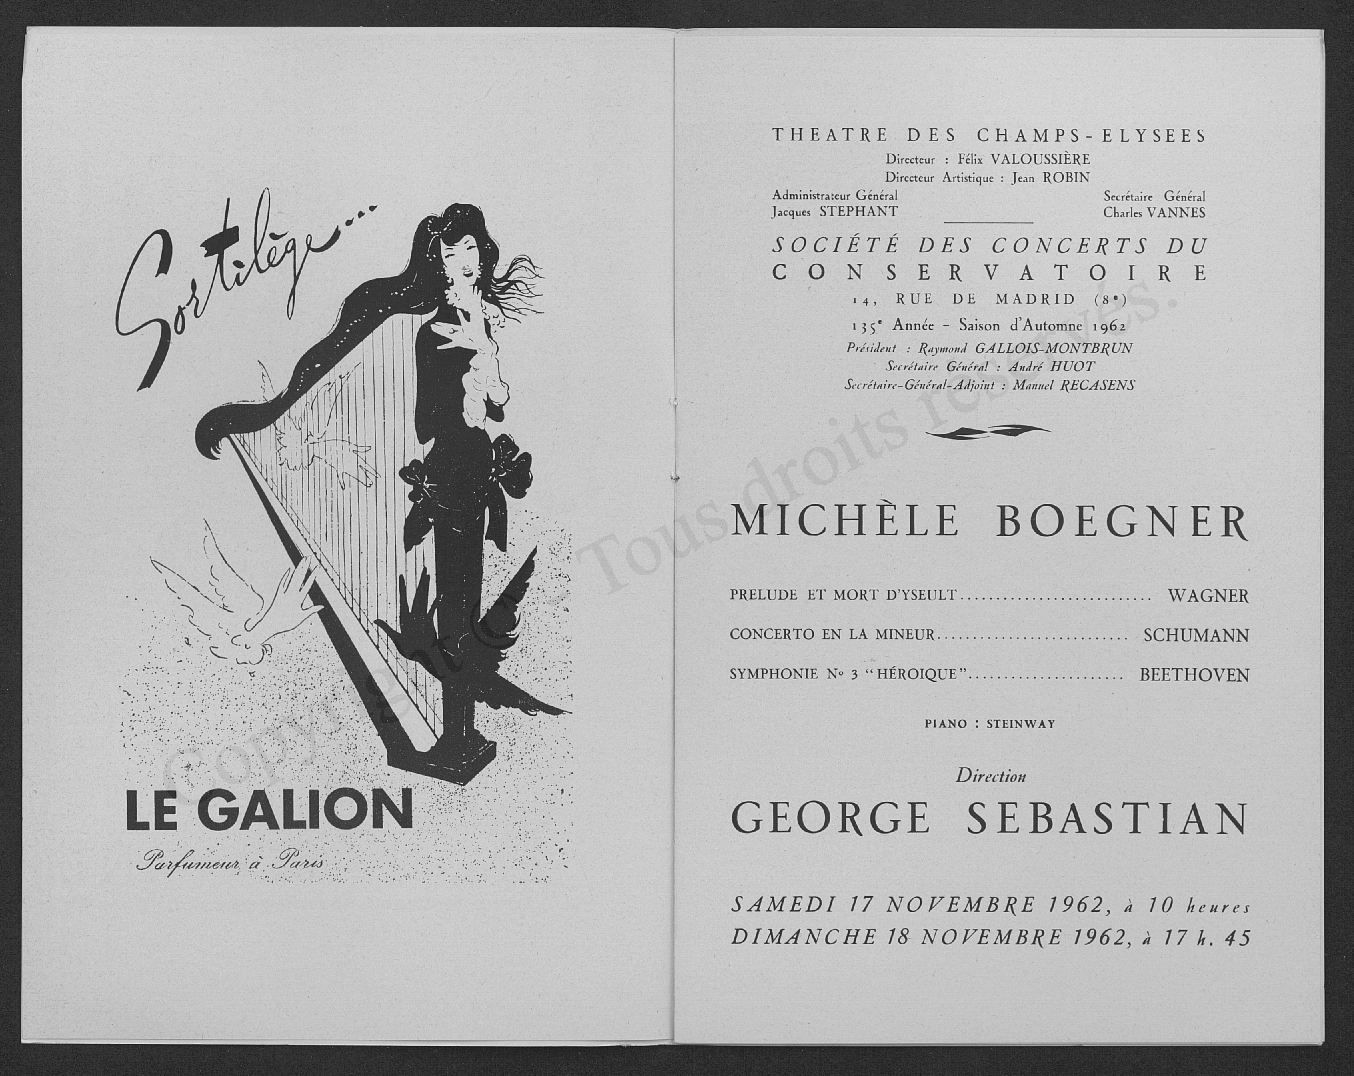 Sortilège...
LE GALION
Parfumeur à Paris
THEATRE DES CHAMPS-ELYSEES
Directeur : Félix VALOUSSIÈRE
Directeur Artistique : Jean ROBIN
Administrateur Général Secrétaire Général
Jacques STEPHANT Charles VANNES
SOCIÉTÉ DES CONCERTS DU
CONSERVATOIRE
14, RUE DE MADRID (8e)
135e Année - Saison d'Automne 1962
Président : Raymond GALLOIS-MONTBRUN
Secrétaire Général : André HUOT
Secrétaire-Général-Adjoint : Manuel RECASENS
MICHÈLE BOEGNER
PRELUDE ET MORT D'YSEULT........................... WAGNER
CONCERTO EN LA MINEUR........................... SCHUMANN
SYMPHONIE No 3 "HÉROIQUE"...................... BEETHOVEN
PIANO : STEINWAY
Direction
GEORGE SEBASTIAN
SAMEDI 17 NOVEMBRE 1962, à 10 heures
DIMANCHE 18 NOVEMBRE 1962, à 17 h. 45
Copyright © - Tous droits reservés.